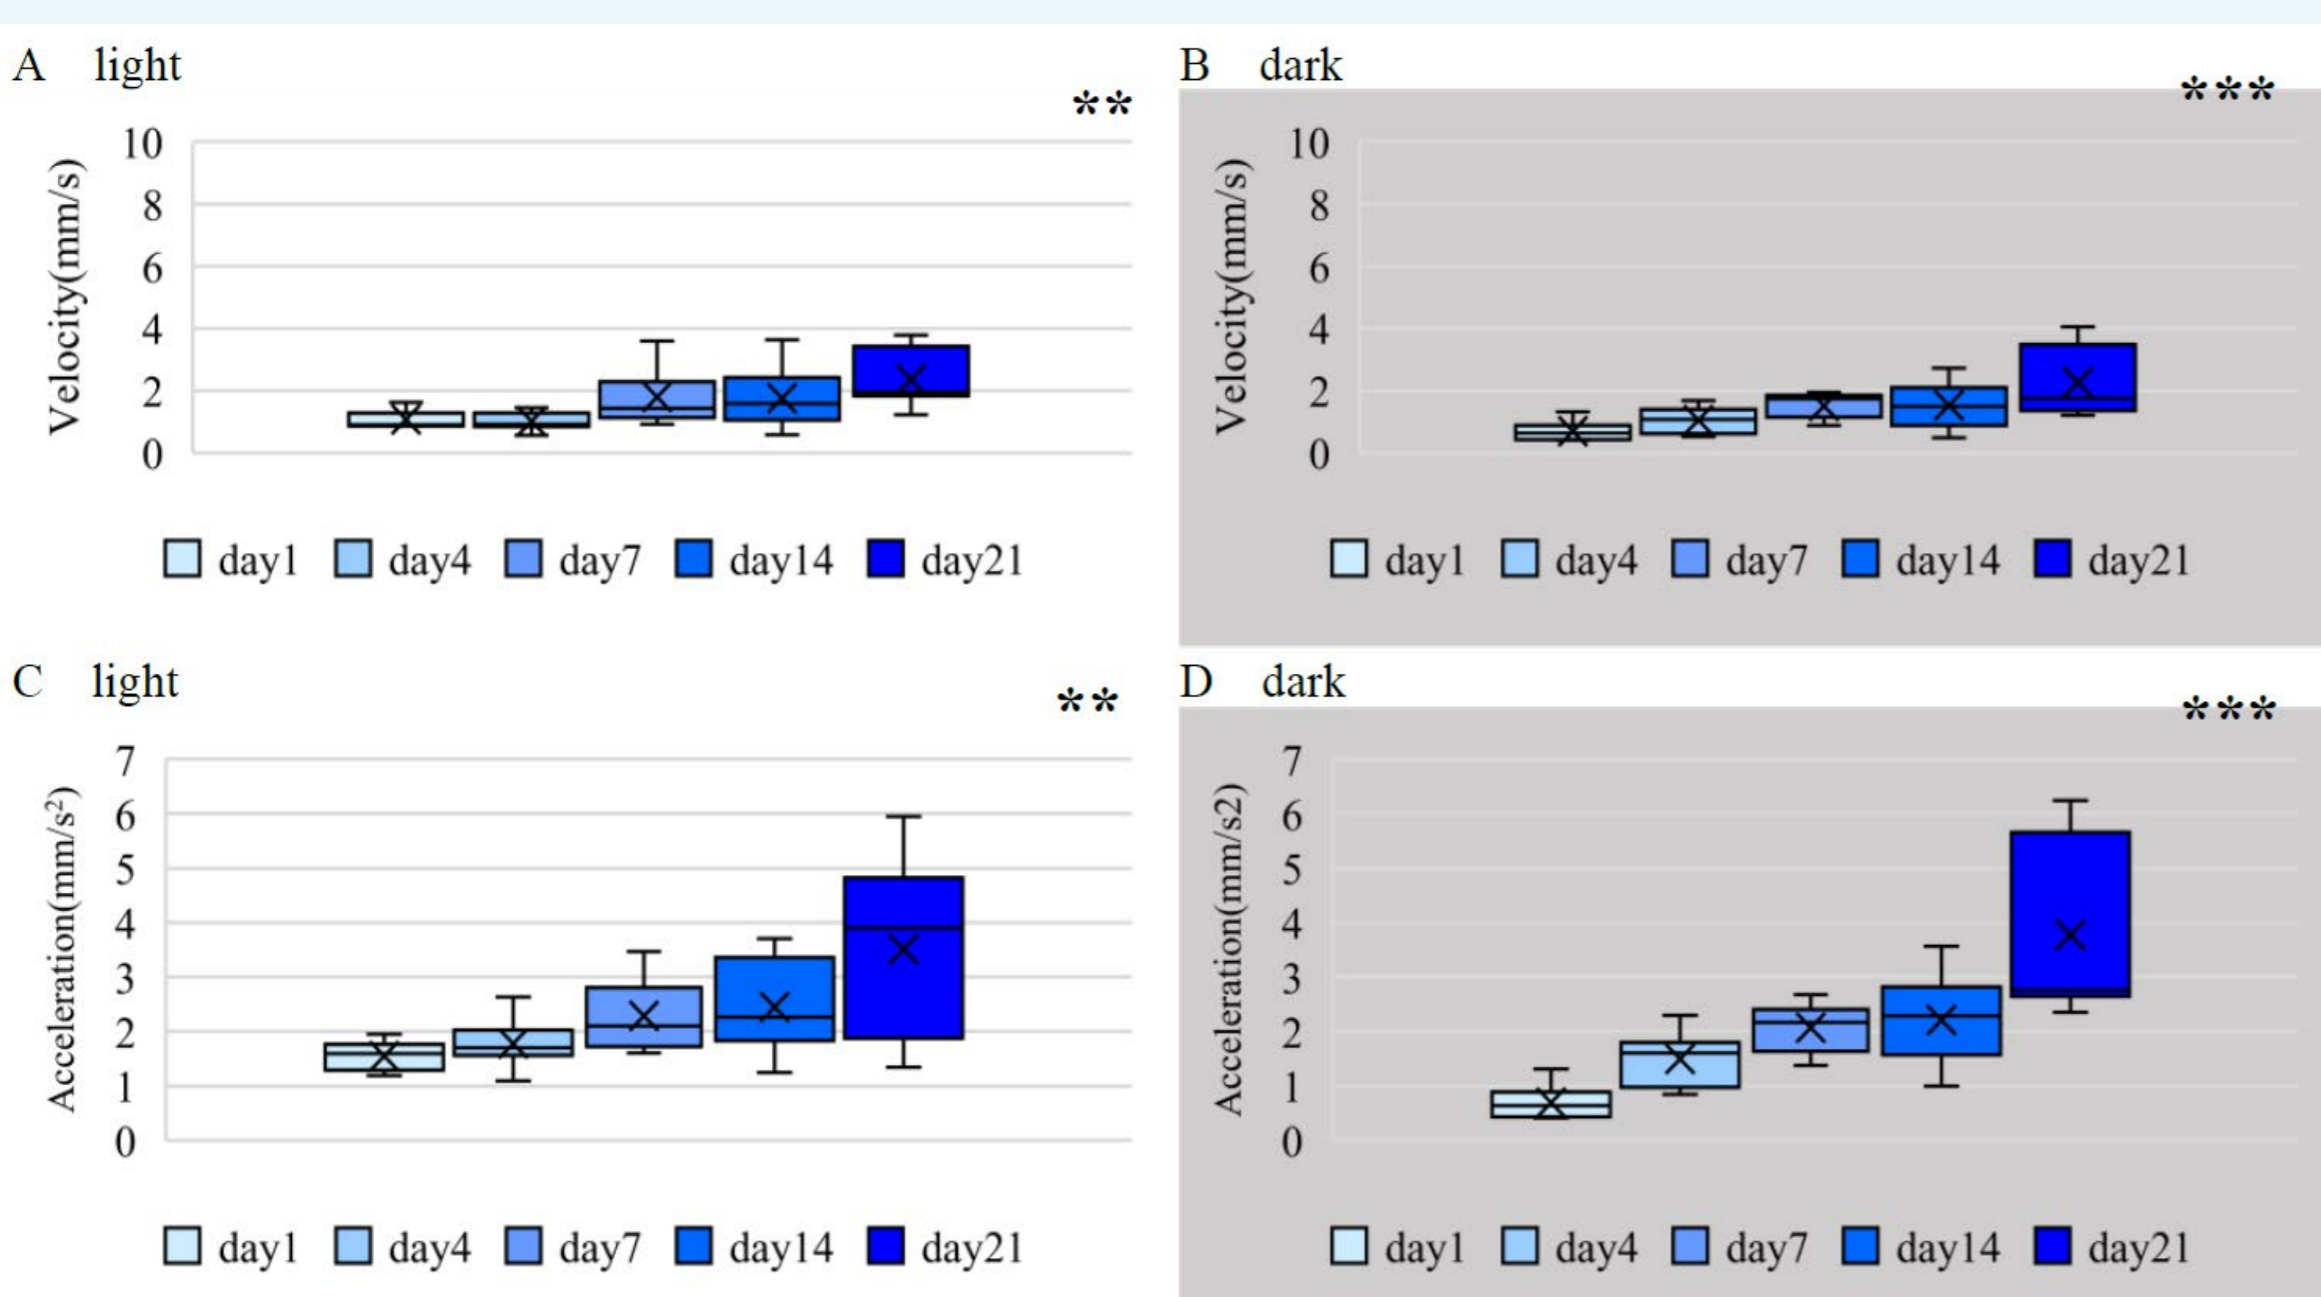 A light
**
Velocity(mm/s)
10
8
6
4
2
0
day1 day4 day7 day14 day21
B dark
***
Velocity(mm/s)
10
8
6
4
2
0
day1 day4 day7 day14 day21
C light
**
Acceleration(mm/s²)
7
6
5
4
3
2
1
0
day1 day4 day7 day14 day21
D dark
***
Acceleration(mm/s2)
7
6
5
4
3
2
1
0
day1 day4 day7 day14 day21